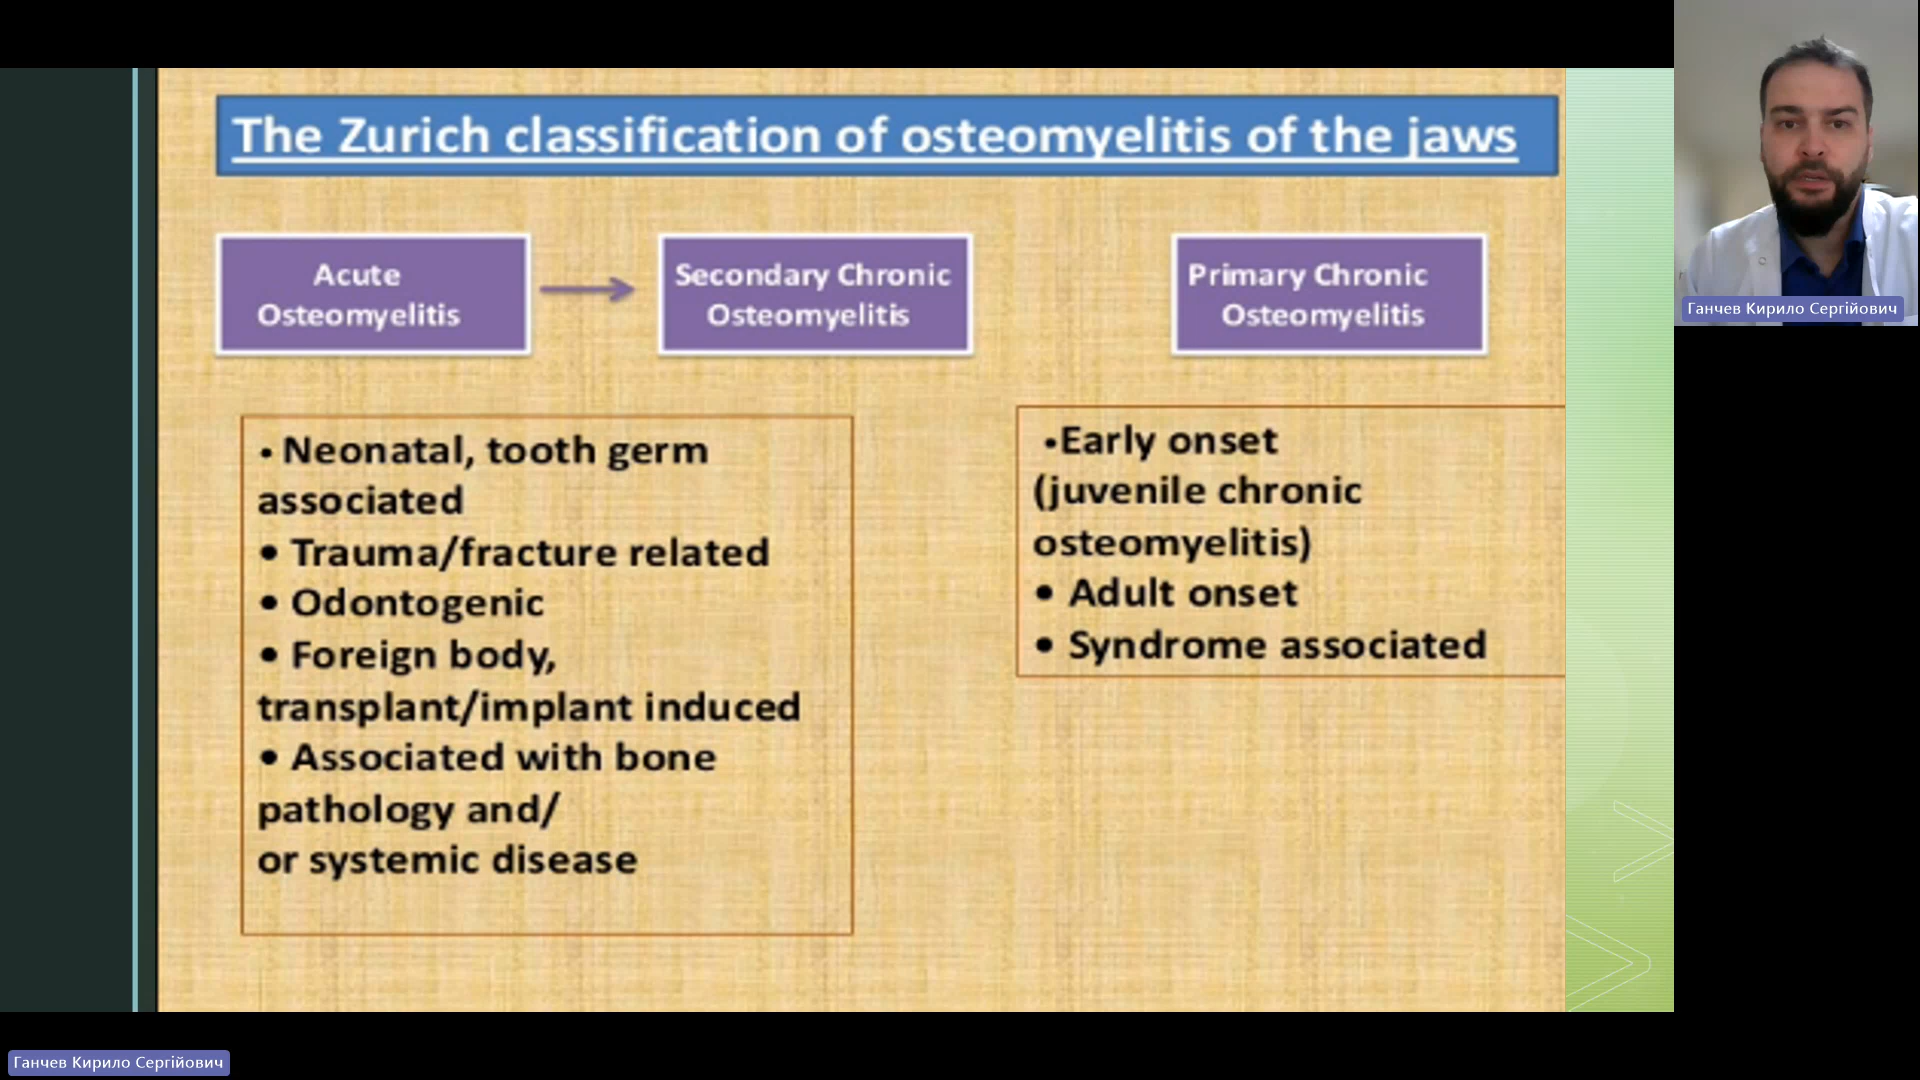 The Zurich classification of osteomyelitis of the jaws
Acute
Osteomyelitis
Secondary Chronic
Osteomyelitis
Primary Chronic
Osteomyelitis
• Neonatal, tooth germ
associated
• Trauma/fracture related
• Odontogenic
• Foreign body,
transplant/implant induced
• Associated with bone
pathology and/
or systemic disease
•Early onset
(juvenile chronic
osteomyelitis)
• Adult onset
• Syndrome associated
Ганчев Кирило Сергійович
Ганчев Кирило Сергійович